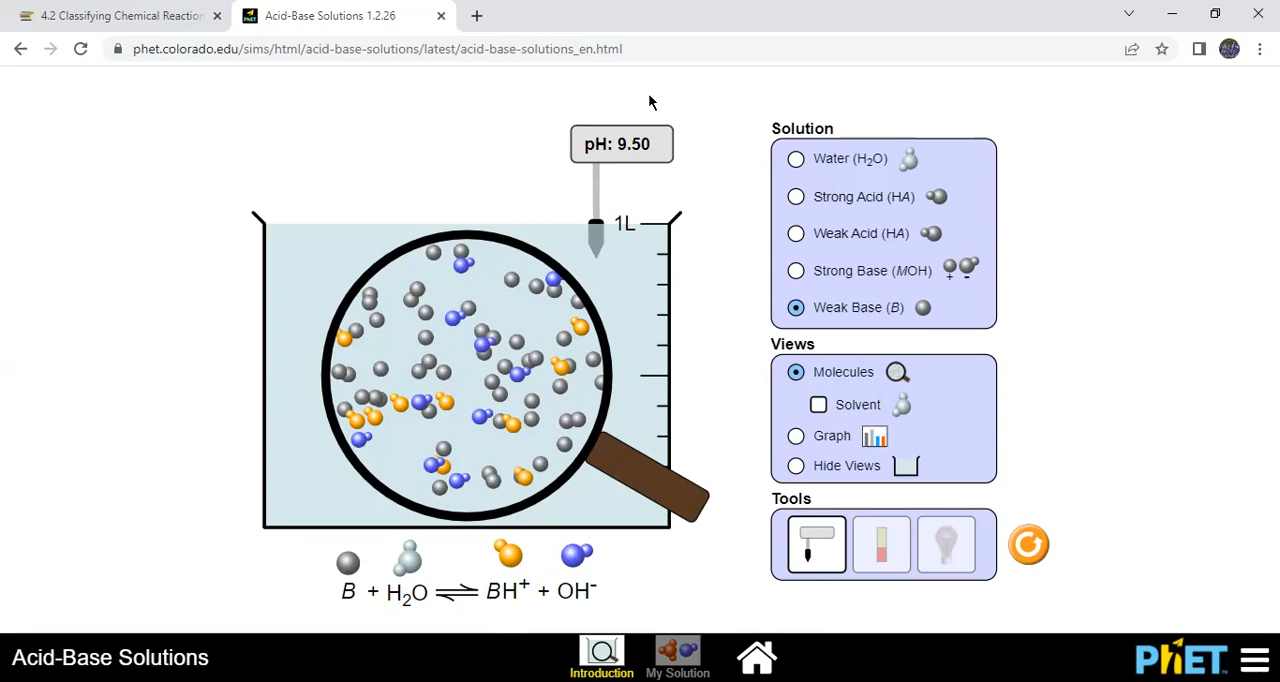 4.2 Classifying Chemical Reaction
Acid-Base Solutions 1.2.26
phet.colorado.edu/sims/html/acid-base-solutions/latest/acid-base-solutions_en.html
pH: 9.50
1L
Solution
Water (H₂O)
Strong Acid (HA)
Weak Acid (HA)
Strong Base (MOH)
+ -
Weak Base (B)
Views
Molecules
Solvent
Graph
Hide Views
Tools
B + H₂O ⇌ BH⁺ + OH⁻
Acid-Base Solutions
Introduction
My Solution
PhET